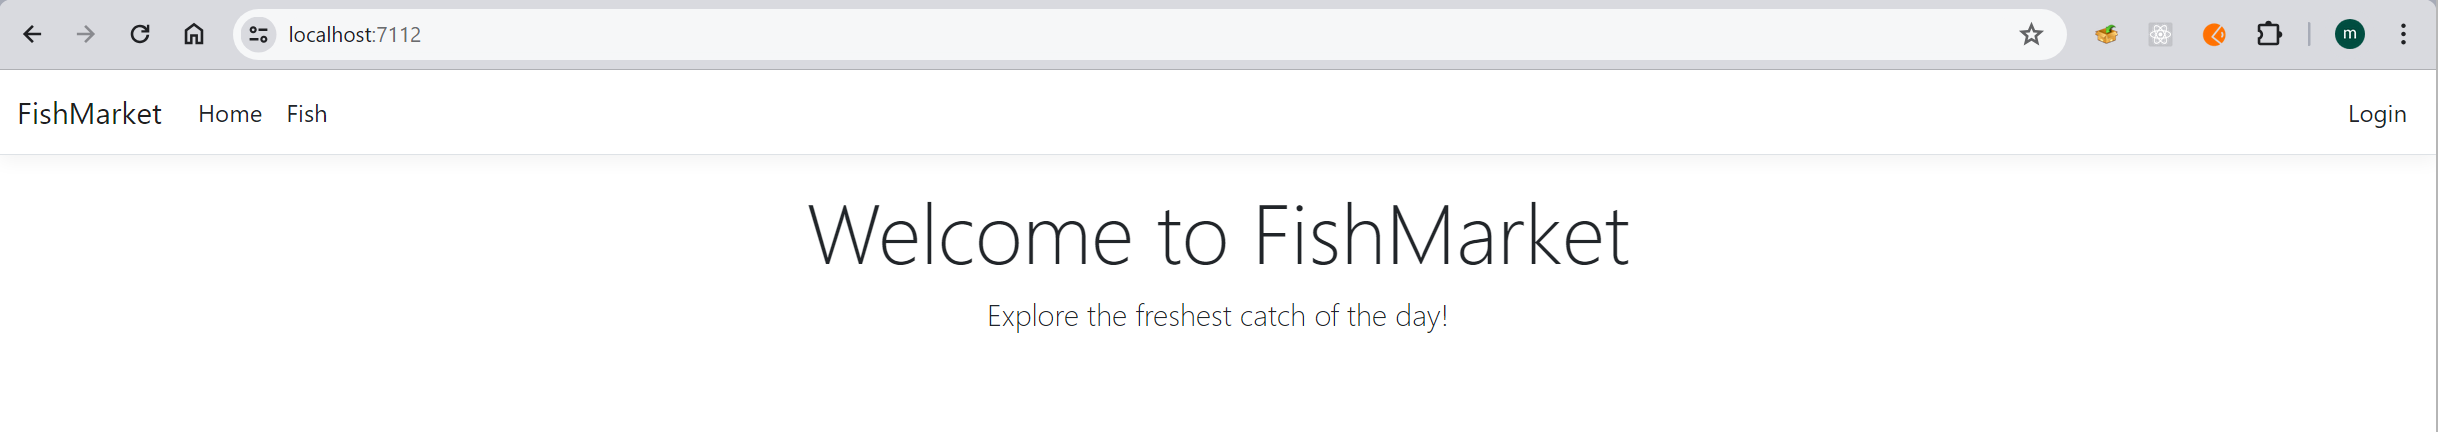 localhost:7112
m
FishMarket Home Fish Login
Welcome to FishMarket
Explore the freshest catch of the day!